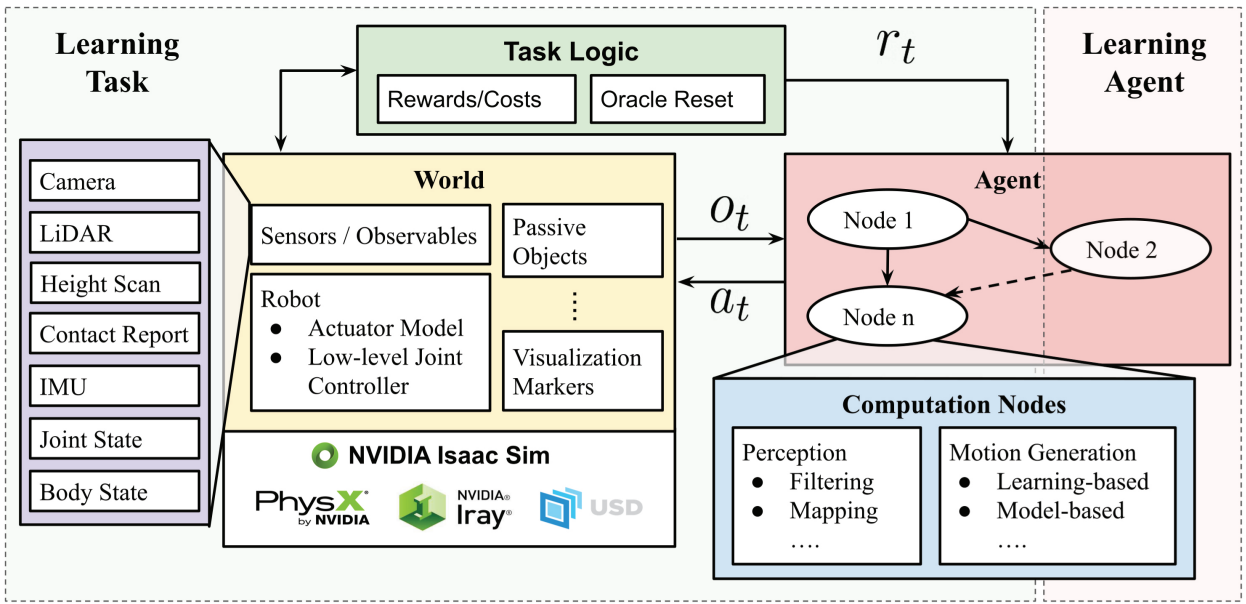 Learning
Task
Task Logic
Rewards/Costs
Oracle Reset
r_t
Learning
Agent
Camera
LiDAR
Height Scan
Contact Report
IMU
Joint State
Body State
World
Sensors / Observables
Robot
● Actuator Model
● Low-level Joint
Controller
Passive
Objects
Visualization
Markers
NVIDIA Isaac Sim
PhysX®
by NVIDIA
NVIDIA®
Iray®
USD
o_t
a_t
Agent
Node 1
Node 2
Node n
Computation Nodes
Perception
● Filtering
● Mapping
....
Motion Generation
● Learning-based
● Model-based
....